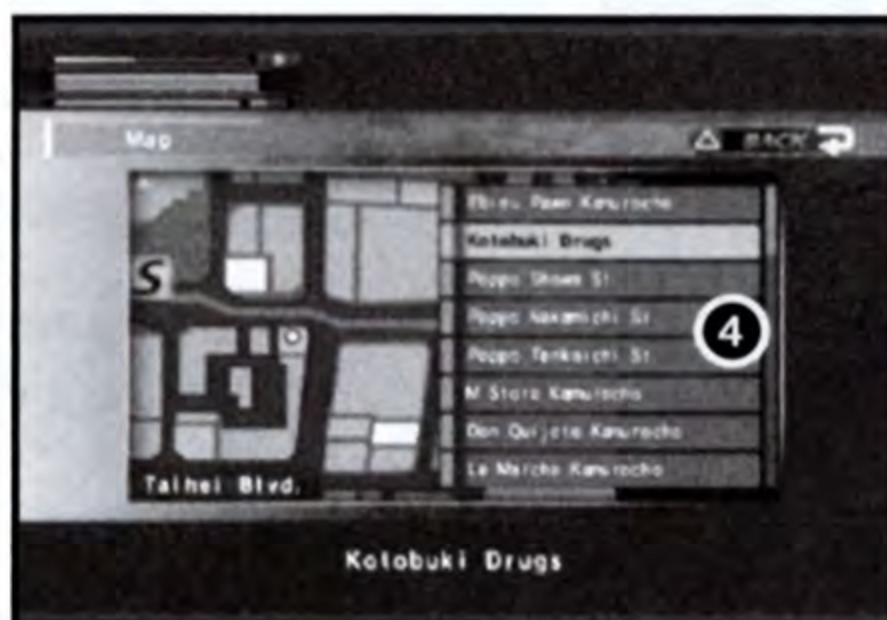 Map
△ BACK
Ebisu Pawn Kamurocho
Kotobuki Drugs
Poppo Showa St
Poppo Nakamichi St
Poppo Tenkaichi St
M Store Kamurocho
Don Quijote Kamurocho
Le Marche Kamurocho
4
S
Taihei Blvd.
Kotobuki Drugs